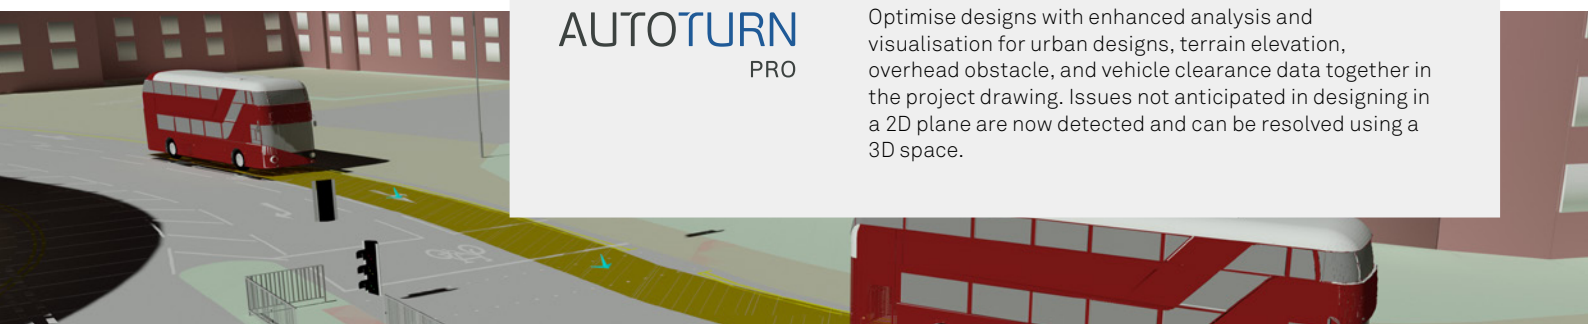 AUTOTURN
PRO
Optimise designs with enhanced analysis and
visualisation for urban designs, terrain elevation,
overhead obstacle, and vehicle clearance data together in
the project drawing. Issues not anticipated in designing in
a 2D plane are now detected and can be resolved using a
3D space.